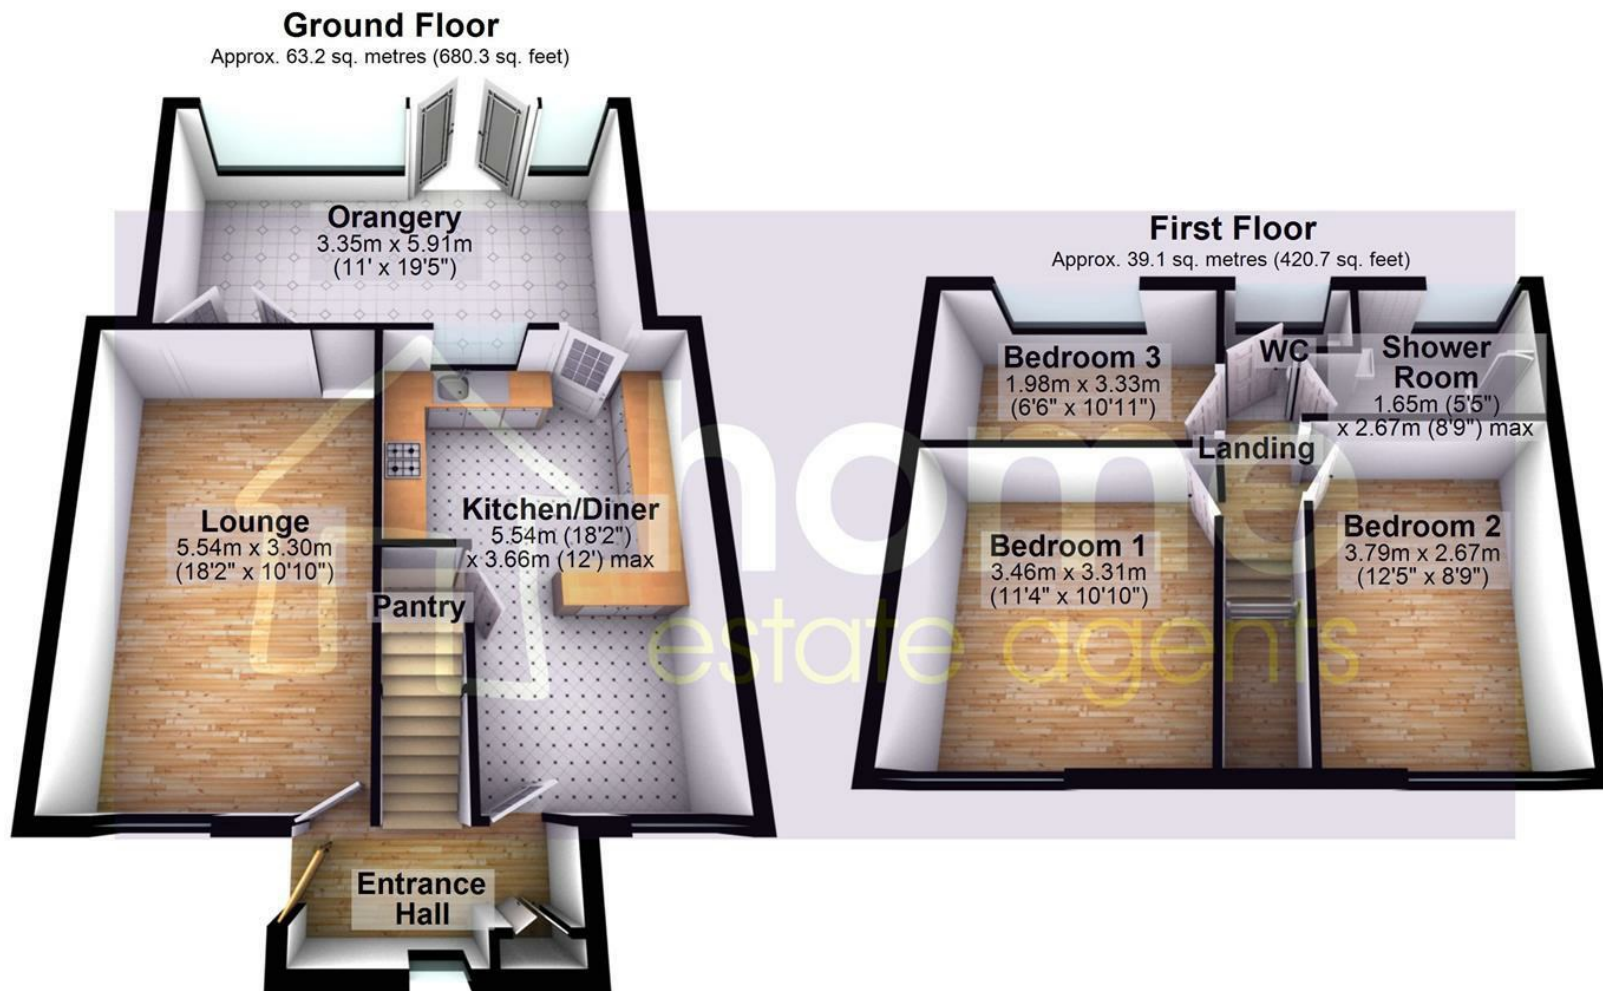 Ground Floor
Approx. 63.2 sq. metres (680.3 sq. feet)
Orangery
3.35m x 5.91m
(11' x 19'5")
Lounge
5.54m x 3.30m
(18'2" x 10'10")
Kitchen/Diner
5.54m (18'2")
x 3.66m (12') max
Pantry
Entrance
Hall
First Floor
Approx. 39.1 sq. metres (420.7 sq. feet)
Bedroom 3
1.98m x 3.33m
(6'6" x 10'11")
WC
Shower
Room
1.65m (5'5")
x 2.67m (8'9") max
Landing
Bedroom 1
3.46m x 3.31m
(11'4" x 10'10")
Bedroom 2
3.79m x 2.67m
(12'5" x 8'9")
home
estate agents